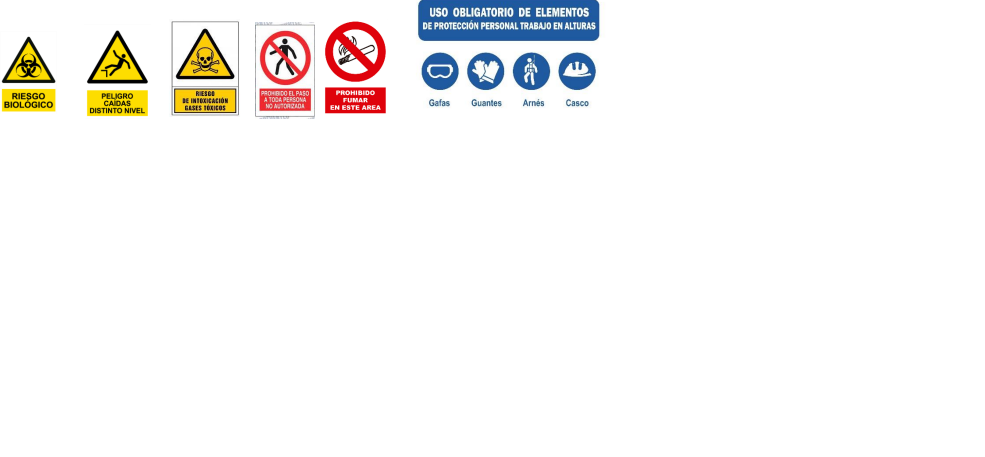 RIESGO
BIOLÓGICO
PELIGRO
CAÍDAS
DISTINTO NIVEL
RIESGO
DE INTOXICACIÓN
GASES TÓXICOS
PROHIBIDO EL PASO
A TODA PERSONA
NO AUTORIZADA
PROHIBIDO
FUMAR
EN ESTE AREA
USO OBLIGATORIO DE ELEMENTOS
DE PROTECCIÓN PERSONAL TRABAJO EN ALTURAS
Gafas
Guantes
Arnés
Casco